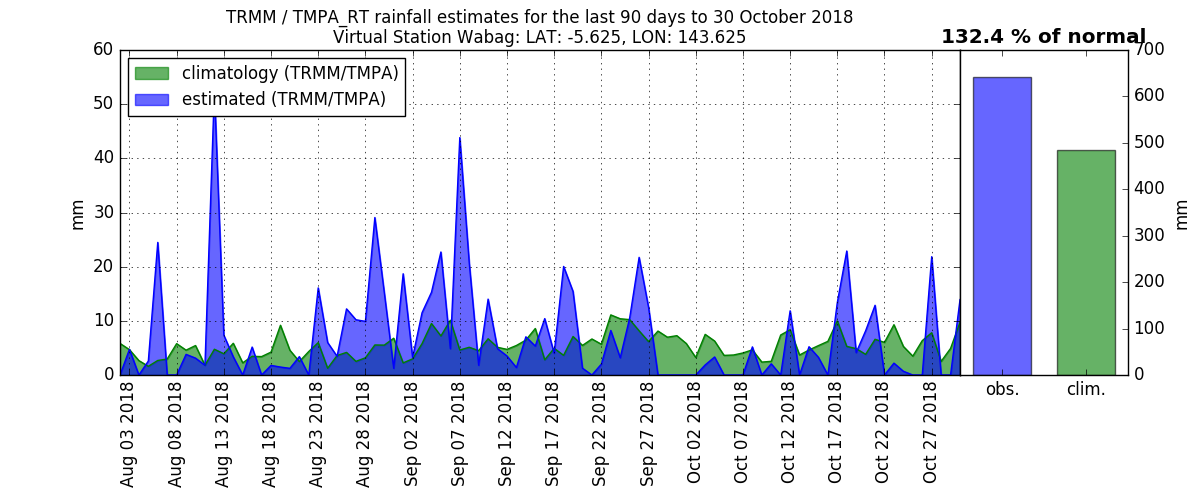 TRMM / TMPA_RT rainfall estimates for the last 90 days to 30 October 2018
Virtual Station Wabag: LAT: -5.625, LON: 143.625
132.4 % of normal
climatology (TRMM/TMPA)
estimated (TRMM/TMPA)
mm
60
50
40
30
20
10
0
Aug 03 2018
Aug 08 2018
Aug 13 2018
Aug 18 2018
Aug 23 2018
Aug 28 2018
Sep 02 2018
Sep 07 2018
Sep 12 2018
Sep 17 2018
Sep 22 2018
Sep 27 2018
Oct 02 2018
Oct 07 2018
Oct 12 2018
Oct 17 2018
Oct 22 2018
Oct 27 2018
obs.
clim.
700
600
500
400
300
200
100
0
mm